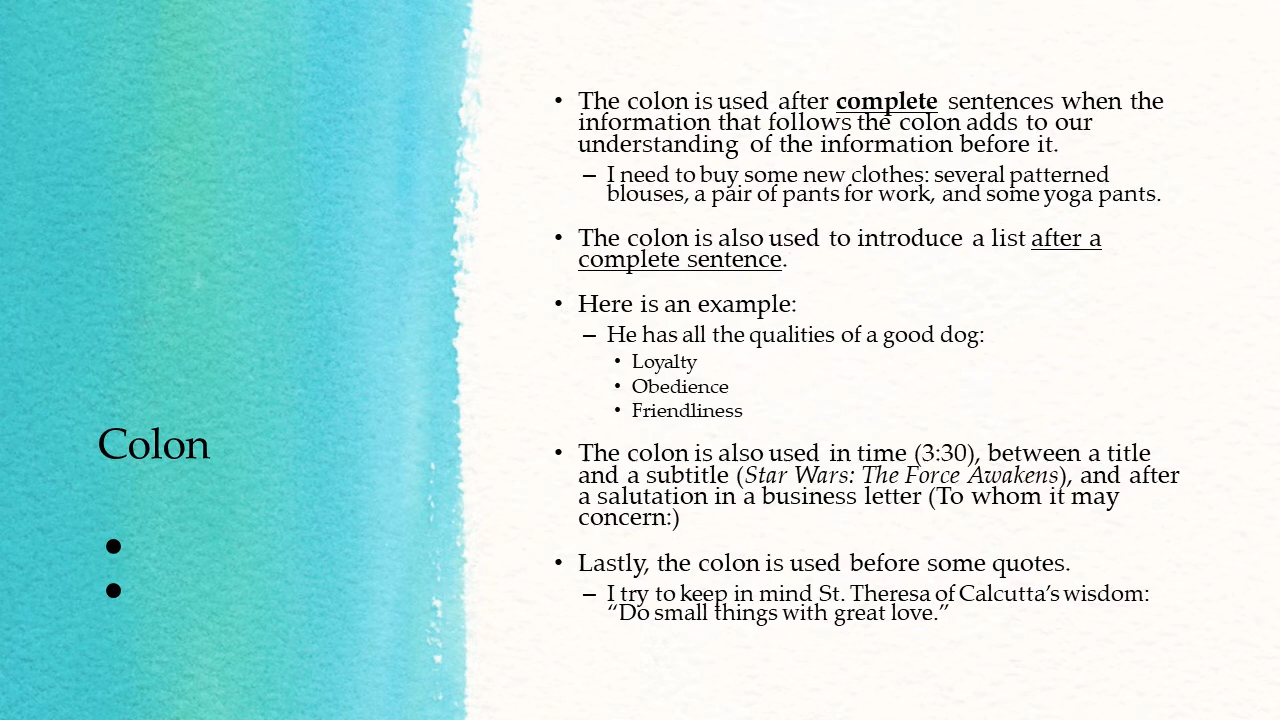 Colon
:
• The colon is used after complete sentences when the
information that follows the colon adds to our
understanding of the information before it.
– I need to buy some new clothes: several patterned
blouses, a pair of pants for work, and some yoga pants.
• The colon is also used to introduce a list after a
complete sentence.
• Here is an example:
– He has all the qualities of a good dog:
• Loyalty
• Obedience
• Friendliness
• The colon is also used in time (3:30), between a title
and a subtitle (Star Wars: The Force Awakens), and after
a salutation in a business letter (To whom it may
concern:)
• Lastly, the colon is used before some quotes.
– I try to keep in mind St. Theresa of Calcutta’s wisdom:
“Do small things with great love.”